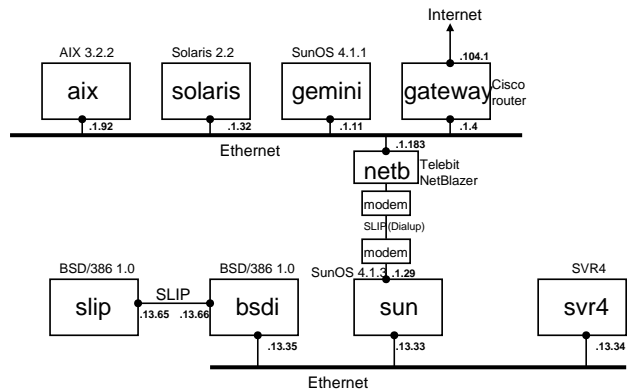 Internet
AIX 3.2.2
Solaris 2.2
SunOS 4.1.1
.104.1
aix
solaris
gemini
gateway
Cisco
router
.1.92
.1.32
.1.11
.1.4
Ethernet
.1.183
netb
Telebit
NetBlazer
modem
SLIP(Dialup)
modem
BSD/386 1.0
BSD/386 1.0
SunOS 4.1.3
.1.29
SVR4
slip
SLIP
bsdi
sun
svr4
.13.65
.13.66
.13.35
.13.33
.13.34
Ethernet